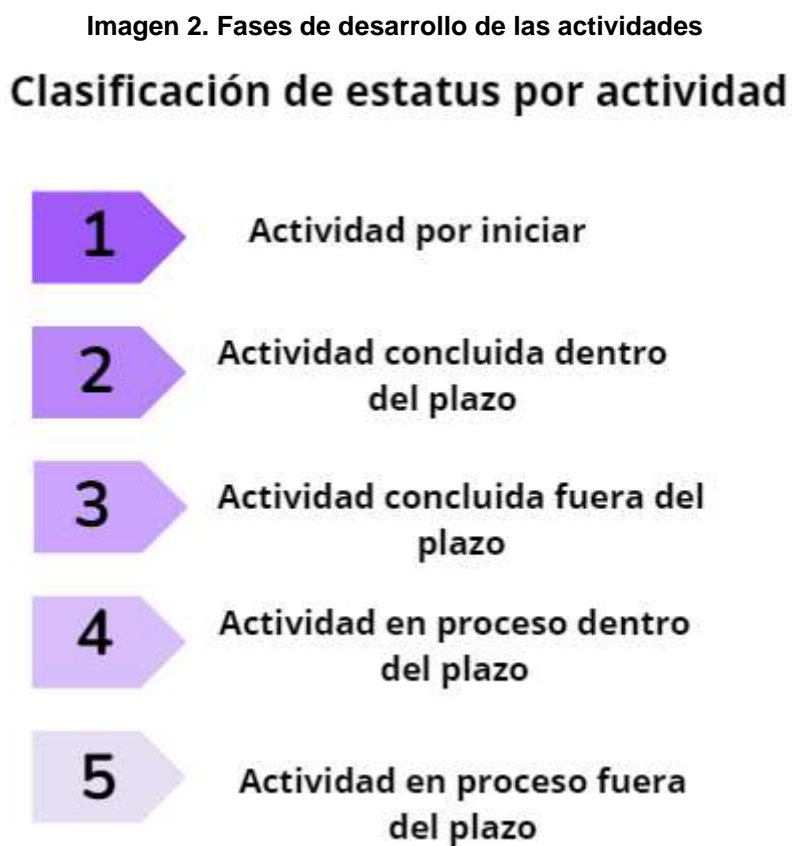 Imagen 2. Fases de desarrollo de las actividades
Clasificación de estatus por actividad
1
Actividad por iniciar
2
Actividad concluida dentro
del plazo
3
Actividad concluida fuera del
plazo
4
Actividad en proceso dentro
del plazo
5
Actividad en proceso fuera
del plazo